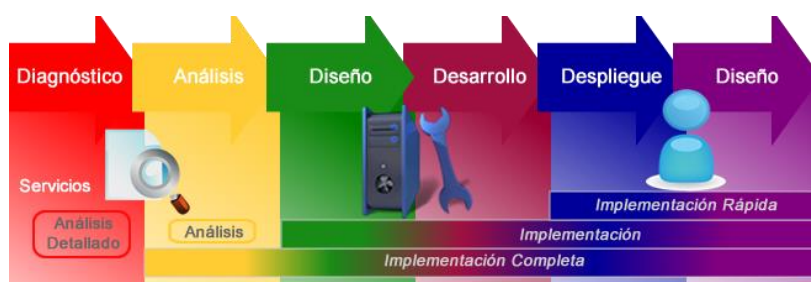 Diagnóstico
Análisis
Diseño
Desarrollo
Despliegue
Diseño
Servicios
Análisis
Detallado
Análisis
Implementación Rápida
Implementación
Implementación Completa